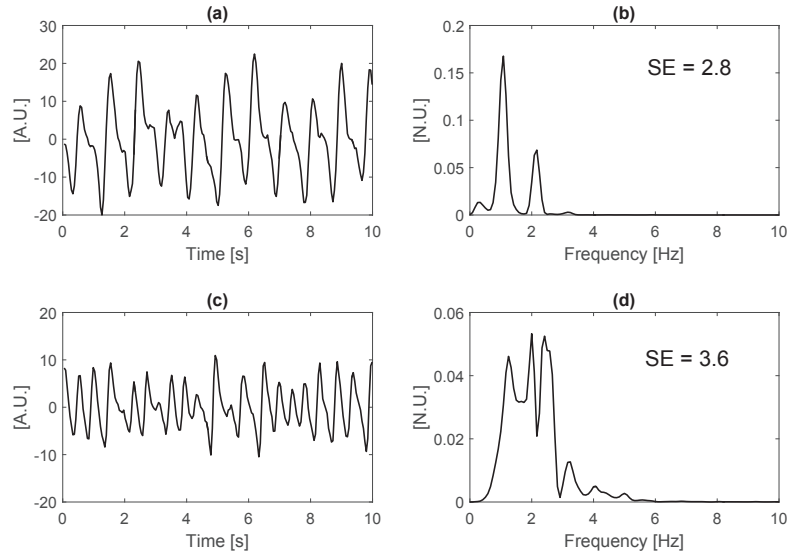 (a)
30
20
10
0
-10
-20
[A.U.]
0 2 4 6 8 10
Time [s]
(b)
0.2
0.15
0.1
0.05
0
[N.U.]
SE = 2.8
0 2 4 6 8 10
Frequency [Hz]
(c)
20
10
0
-10
-20
[A.U.]
0 2 4 6 8 10
Time [s]
(d)
0.06
0.04
0.02
0
[N.U.]
SE = 3.6
0 2 4 6 8 10
Frequency [Hz]